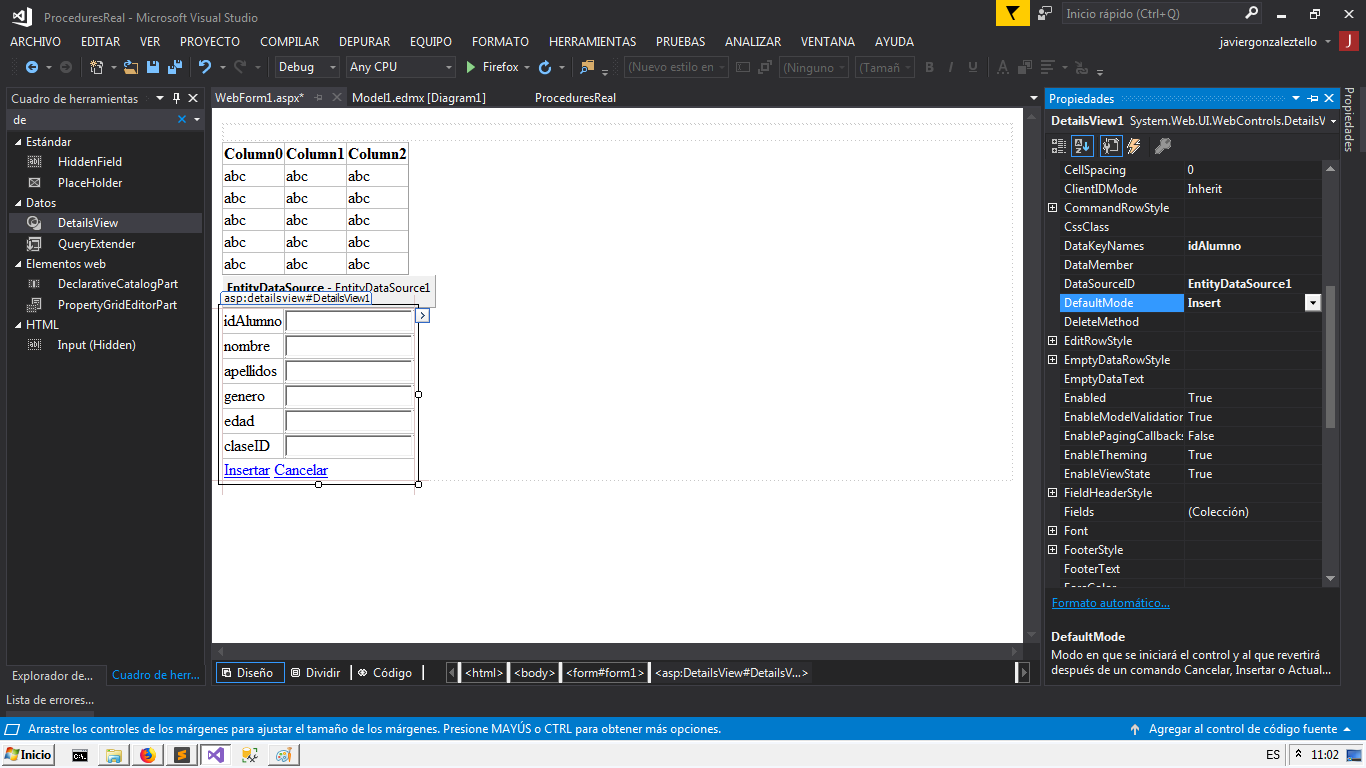 ProceduresReal - Microsoft Visual Studio
Inicio rápido (Ctrl+Q)
ARCHIVO EDITAR VER PROYECTO COMPILAR DEPURAR EQUIPO FORMATO HERRAMIENTAS PRUEBAS ANALIZAR VENTANA AYUDA
javiergonzaleztello J
Debug Any CPU Firefox (Nuevo estilo en (Ninguno (Tamañ B I U A
Cuadro de herramientas
de
Estándar
HiddenField
PlaceHolder
Datos
DetailsView
QueryExtender
Elementos web
DeclarativeCatalogPart
PropertyGridEditorPart
HTML
Input (Hidden)
Explorador de... Cuadro de herr...
WebForm1.aspx* Model1.edmx [Diagram1] ProceduresReal
Column0 Column1 Column2
abc abc abc
abc abc abc
abc abc abc
abc abc abc
abc abc abc
EntityDataSource - EntityDataSource1
asp:detailsview#DetailsView1
idAlumno
nombre
apellidos
genero
edad
claseID
Insertar Cancelar
Diseño Dividir Código <html> <body> <form#form1> <asp:DetailsView#DetailsV...>
Propiedades
DetailsView1 System.Web.UI.WebControls.DetailsV
CellSpacing 0
ClientIDMode Inherit
CommandRowStyle
CssClass
DataKeyNames idAlumno
DataMember
DataSourceID EntityDataSource1
DefaultMode Insert
DeleteMethod
EditRowStyle
EmptyDataRowStyle
EmptyDataText
Enabled True
EnableModelValidation True
EnablePagingCallbacks False
EnableTheming True
EnableViewState True
FieldHeaderStyle
Fields (Colección)
Font
FooterStyle
FooterText
ForeColor
Formato automático...
DefaultMode
Modo en que se iniciará el control y al que revertirá
después de un comando Cancelar, Insertar o Actual...
Propiedades
Lista de errores...
Arrastre los controles de los márgenes para ajustar el tamaño de los márgenes. Presione MAYÚS o CTRL para obtener más opciones.
Agregar al control de código fuente
Inicio
ES 11:02